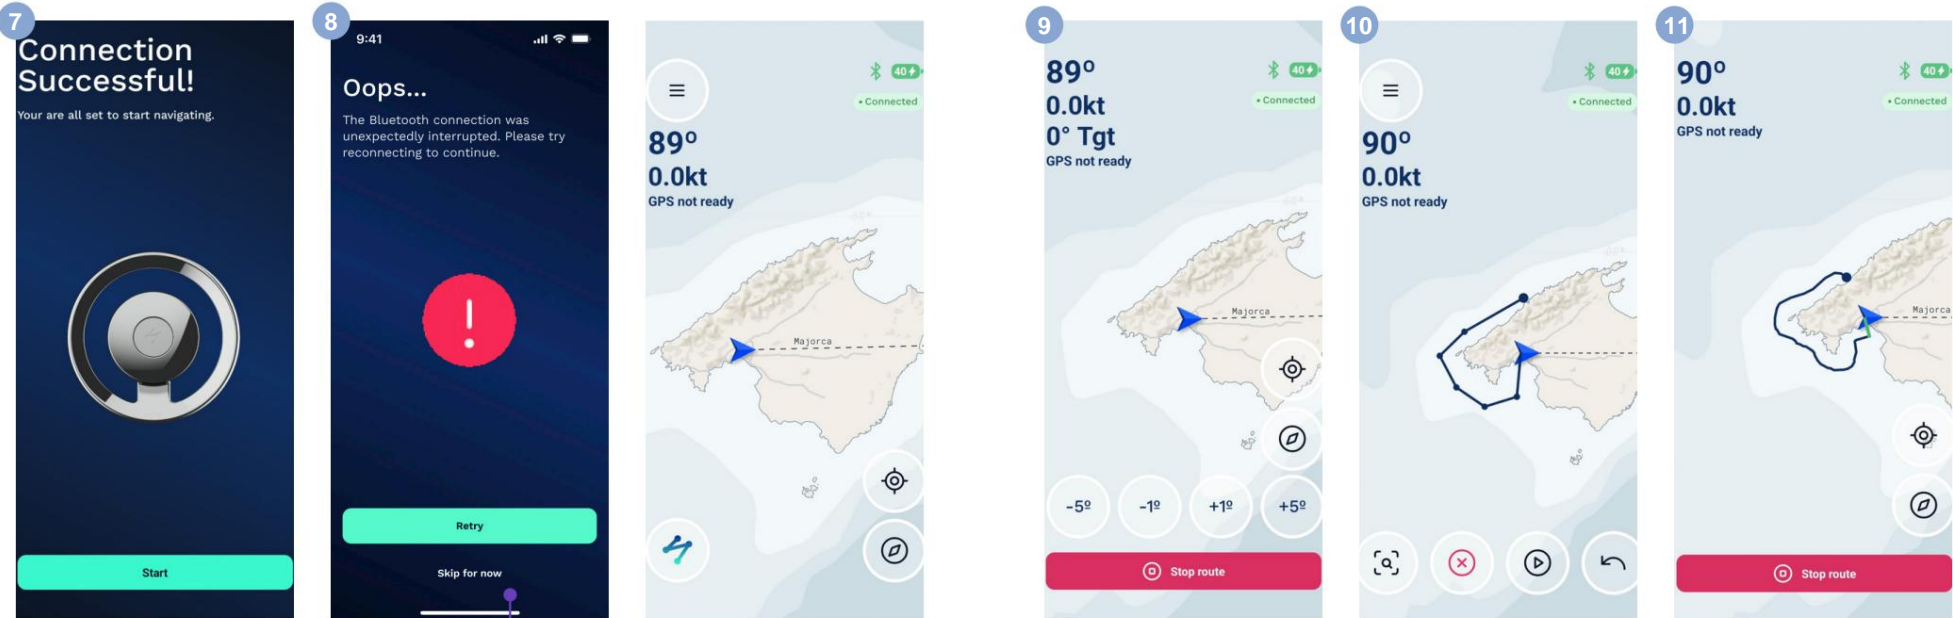 7
Connection
Successful!
Your are all set to start navigating.
Start
8
9:41
Oops...
The Bluetooth connection was
unexpectedly interrupted. Please try
reconnecting to continue.
Retry
Skip for now
40
• Connected
89º
0.0kt
GPS not ready
Majorca
9
89º
0.0kt
0° Tgt
GPS not ready
40
• Connected
Majorca
-5º
-1º
+1º
+5º
Stop route
10
40
• Connected
90º
0.0kt
GPS not ready
11
90º
0.0kt
GPS not ready
40
• Connected
Majorca
Stop route